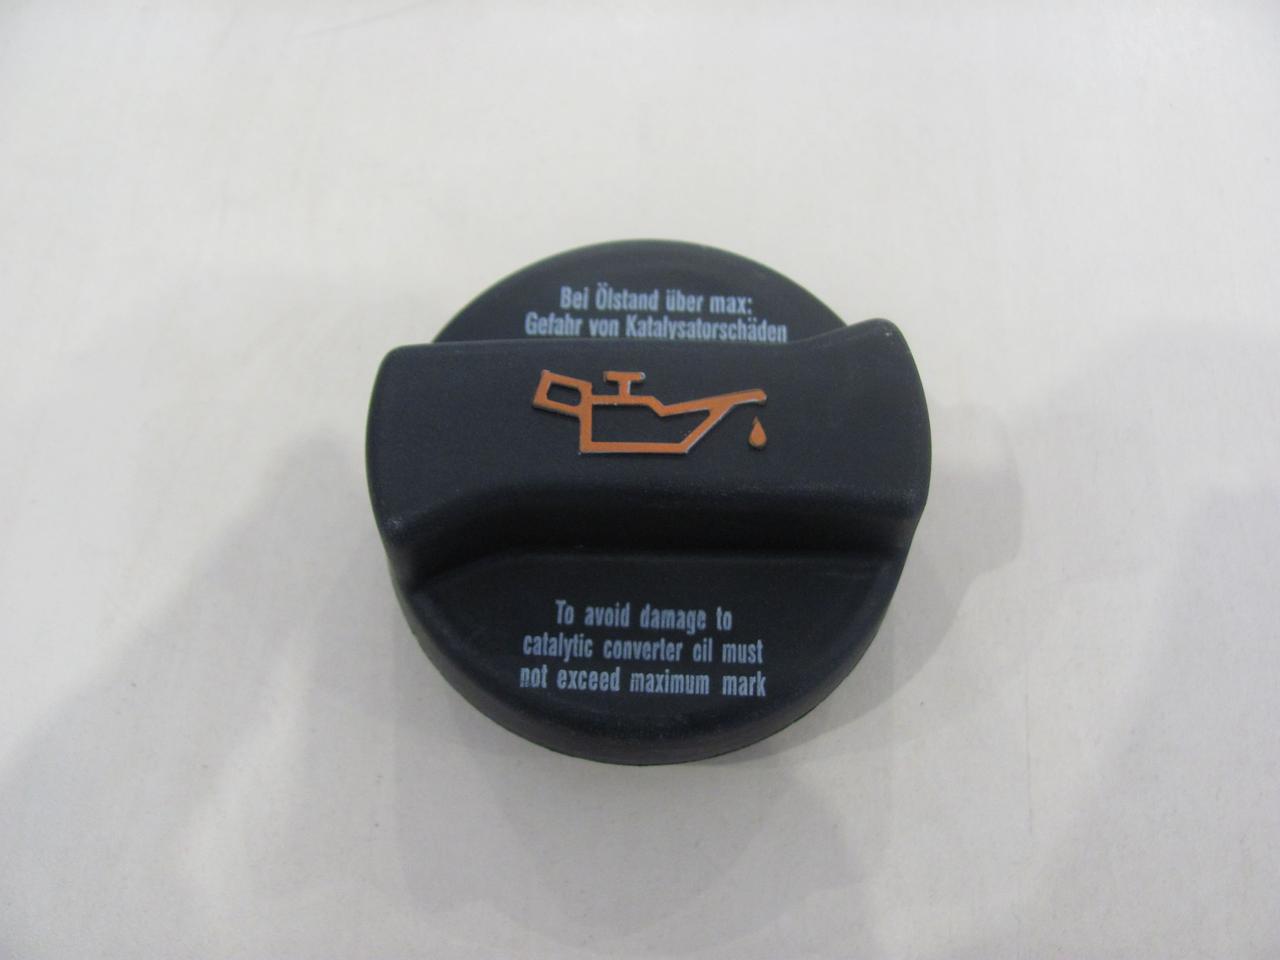 Bei Ölstand über max:
Gefahr von Katalysatorschäden
To avoid damage to
catalytic converter oil must
not exceed maximum mark